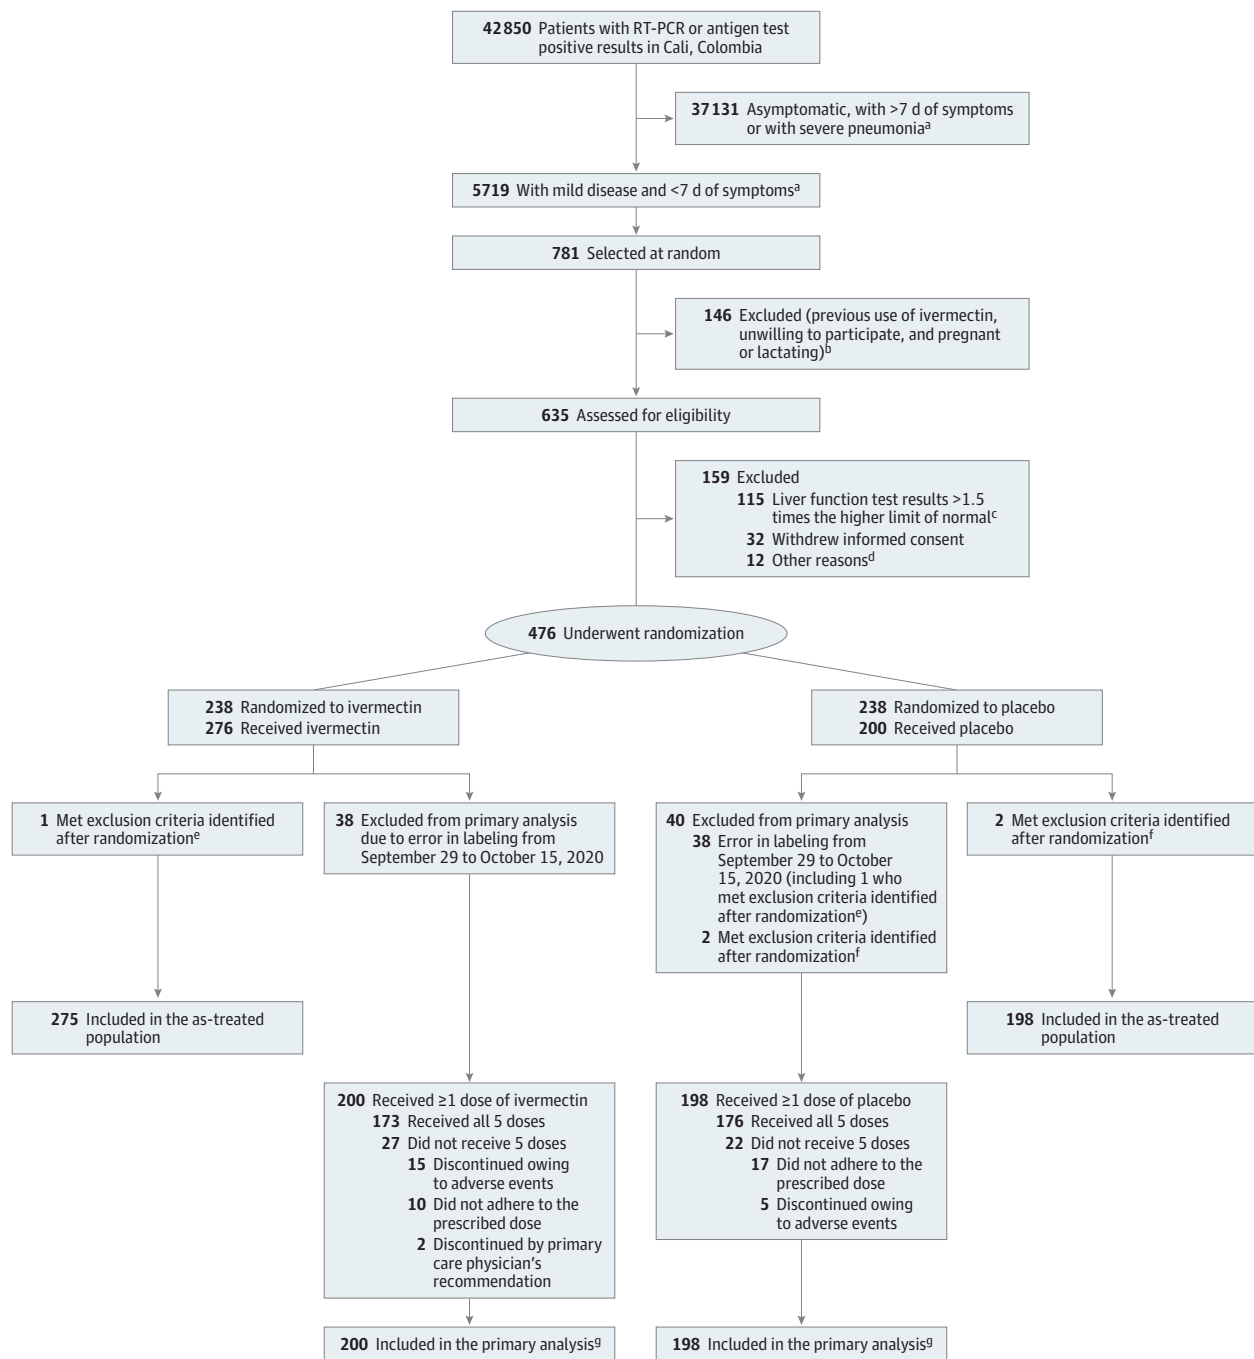 42850 Patients with RT-PCR or antigen test
positive results in Cali, Colombia
37131 Asymptomatic, with >7 d of symptoms
or with severe pneumoniaᵃ
5719 With mild disease and <7 d of symptomsᵃ
781 Selected at random
146 Excluded (previous use of ivermectin,
unwilling to participate, and pregnant
or lactating)ᵇ
635 Assessed for eligibility
159 Excluded
115 Liver function test results >1.5
times the higher limit of normalᶜ
32 Withdrew informed consent
12 Other reasonsᵈ
476 Underwent randomization
238 Randomized to ivermectin
276 Received ivermectin
238 Randomized to placebo
200 Received placebo
1 Met exclusion criteria identified
after randomizationᵉ
38 Excluded from primary analysis
due to error in labeling from
September 29 to October 15, 2020
40 Excluded from primary analysis
38 Error in labeling from
September 29 to October
15, 2020 (including 1 who
met exclusion criteria identified
after randomizationᵉ)
2 Met exclusion criteria identified
after randomizationᶠ
2 Met exclusion criteria identified
after randomizationᶠ
275 Included in the as-treated
population
198 Included in the as-treated
population
200 Received ≥1 dose of ivermectin
173 Received all 5 doses
27 Did not receive 5 doses
15 Discontinued owing
to adverse events
10 Did not adhere to the
prescribed dose
2 Discontinued by primary
care physician's
recommendation
198 Received ≥1 dose of placebo
176 Received all 5 doses
22 Did not receive 5 doses
17 Did not adhere to the
prescribed dose
5 Discontinued owing
to adverse events
200 Included in the primary analysisᵍ
198 Included in the primary analysisᵍ